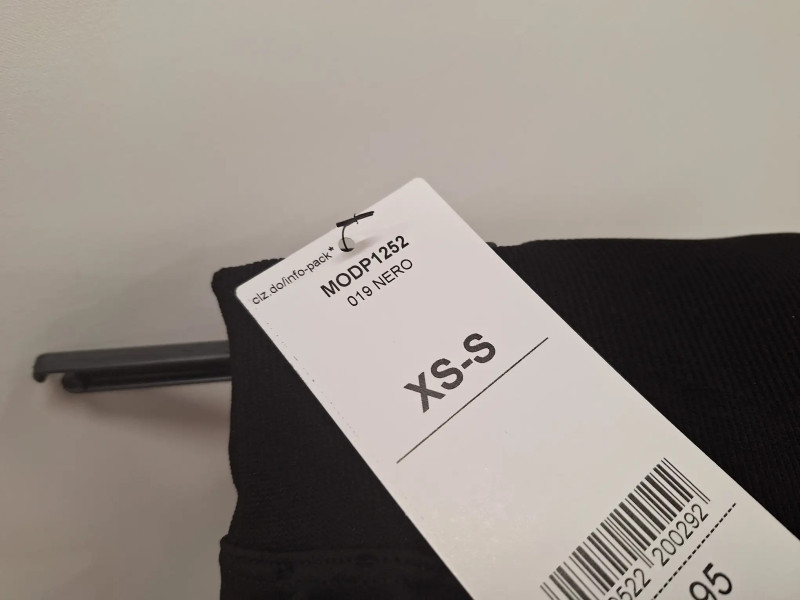 clz.do/info-pack*
MODP1252
019 NERO
XS-S
0522 200292
95